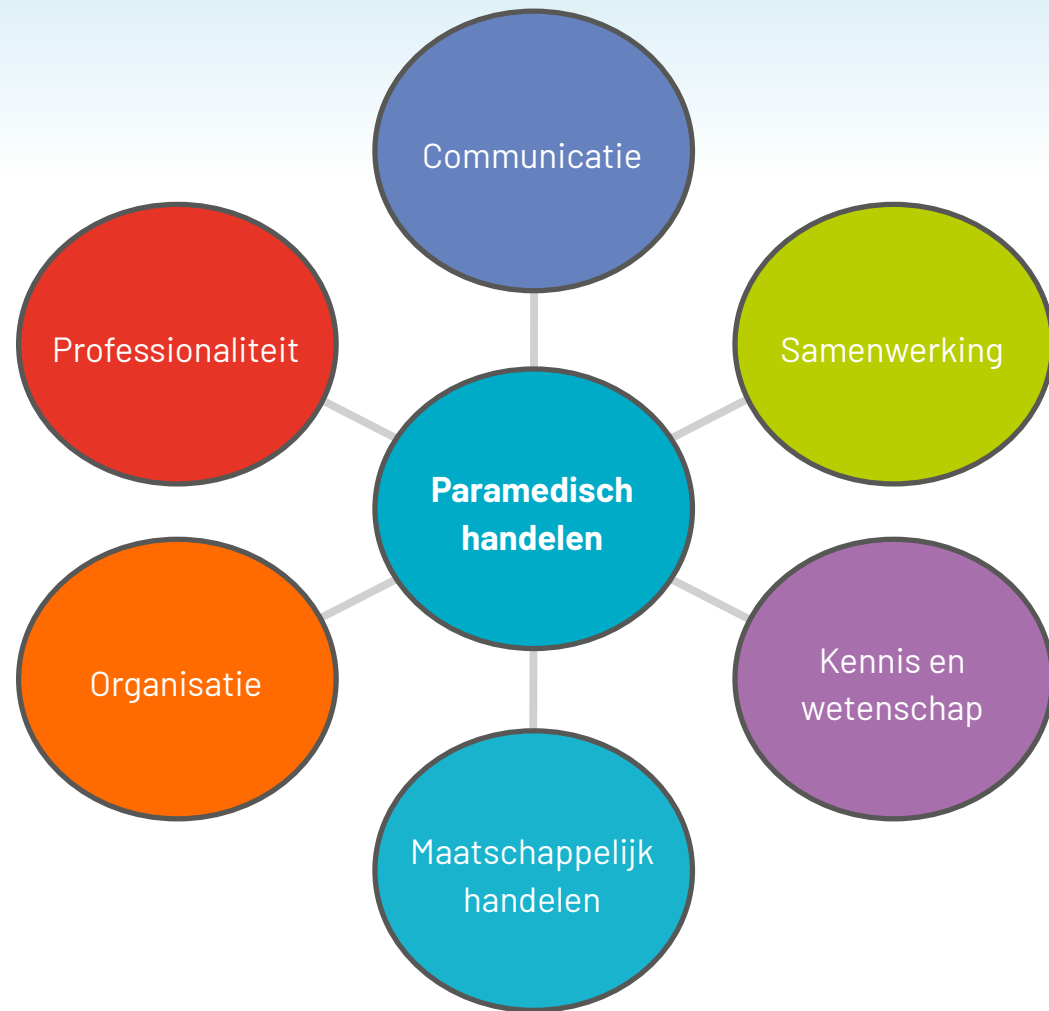 Communicatie
Professionaliteit
Samenwerking
Paramedisch
handelen
Organisatie
Kennis en
wetenschap
Maatschappelijk
handelen